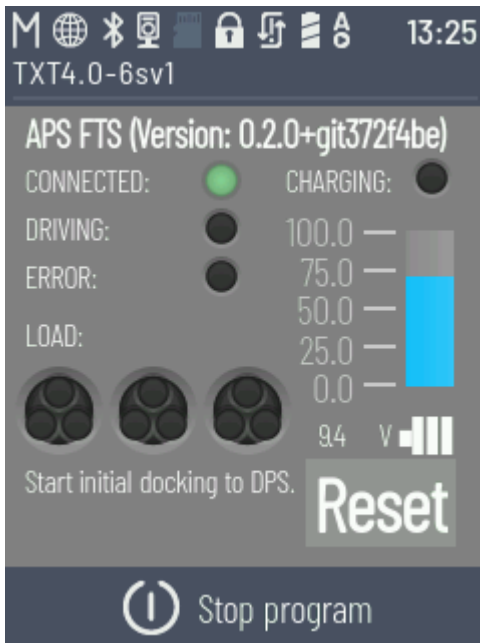 M 13:25
TXT4.0-6sv1
APS FTS (Version: 0.2.0+git372f4be)
CONNECTED: CHARGING:
DRIVING:
ERROR:
LOAD:
100.0
75.0
50.0
25.0
0.0
9.4 V
Start initial docking to DPS.
Reset
Stop program